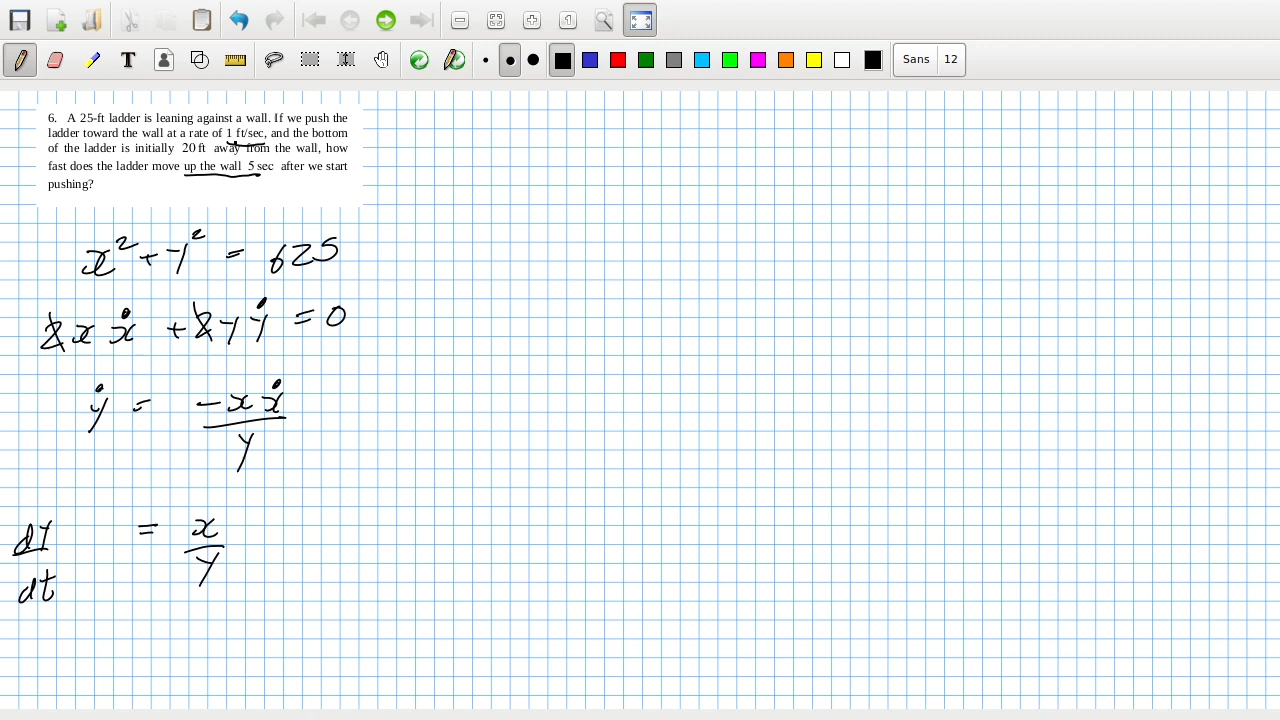 Sans 12
6. A 25-ft ladder is leaning against a wall. If we push the
ladder toward the wall at a rate of 1 ft/sec, and the bottom
of the ladder is initially 20 ft away from the wall, how
fast does the ladder move up the wall 5 sec after we start
pushing?
x² + y² = 625
2xẋ + 2yẏ = 0
ẏ = -xẋ/y
dy/dt = x/y